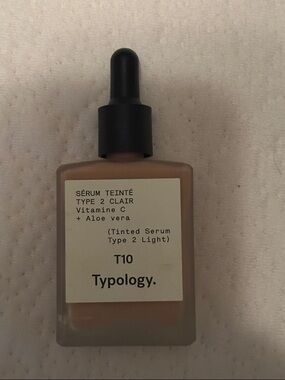 SÉRUM TEINTÉ
TYPE 2 CLAIR
Vitamine C
+ Aloe vera
(Tinted Serum
Type 2 Light)
T10
Typology.